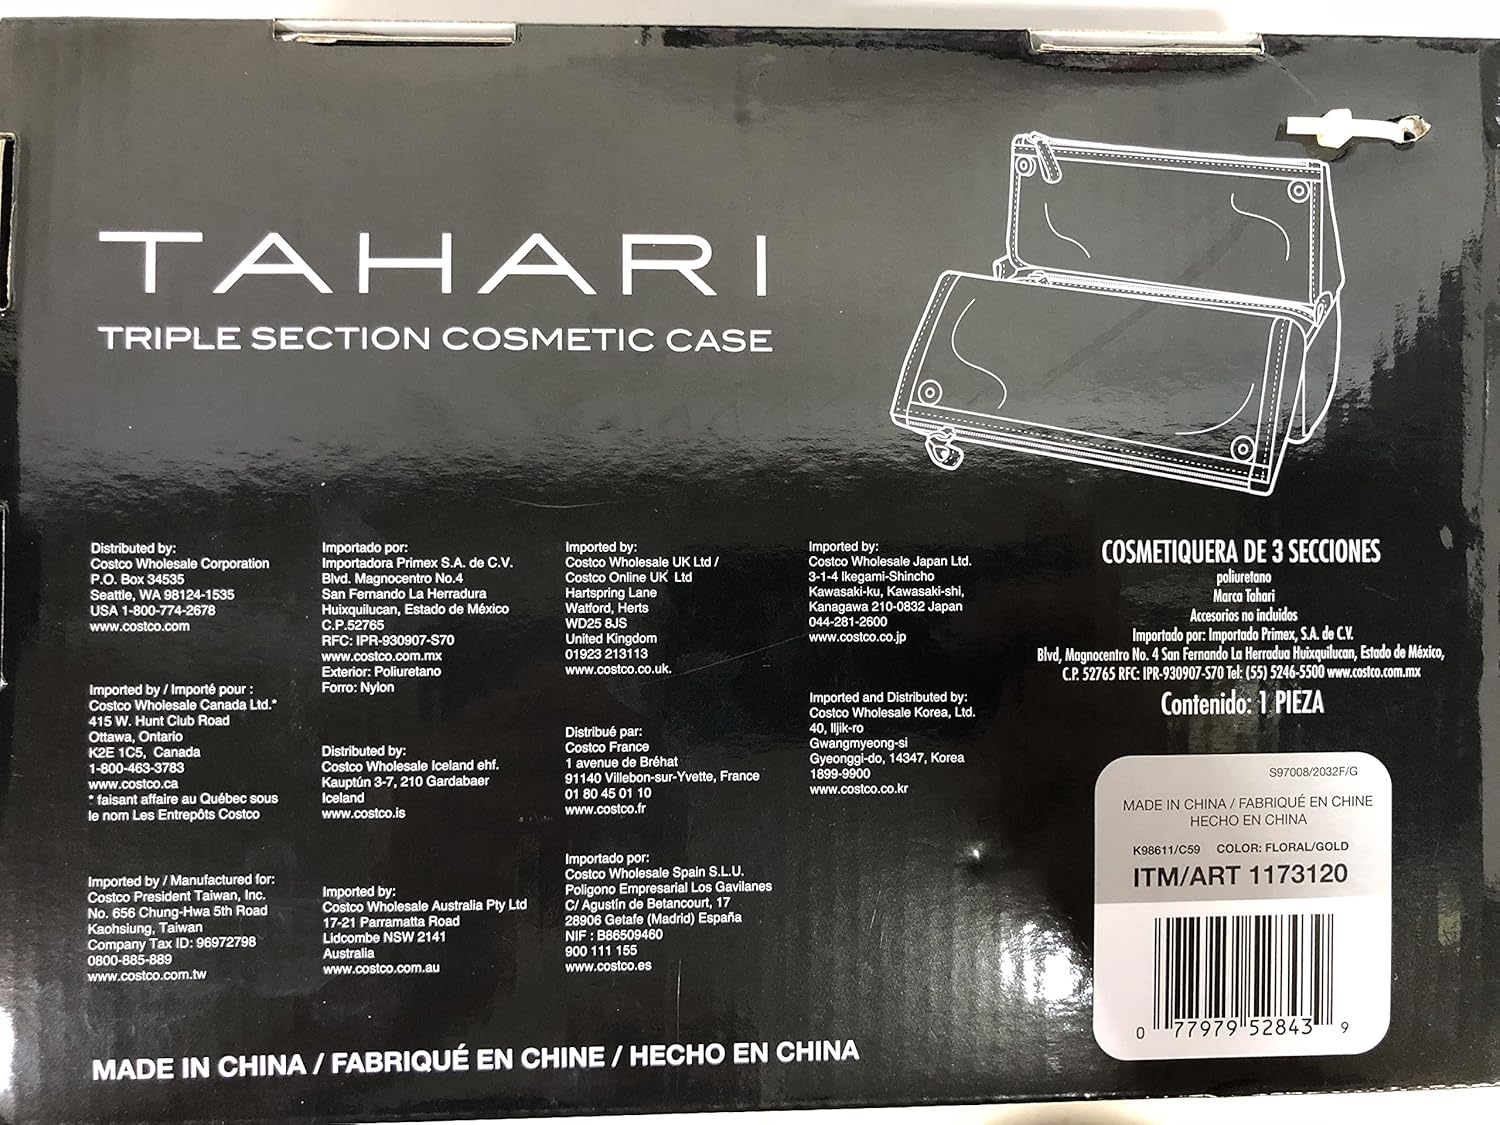 TAHARI
TRIPLE SECTION COSMETIC CASE
Distributed by:
Costco Wholesale Corporation
P.O. Box 34535
Seattle, WA 98124-1535
USA 1-800-774-2678
www.costco.com
Imported by / Importé pour :
Costco Wholesale Canada Ltd.*
415 W. Hunt Club Road
Ottawa, Ontario
K2E 1C5, Canada
1-800-463-3783
www.costco.ca
* faisant affaire au Québec sous
le nom Les Entrepôts Costco
Imported by / Manufactured for:
Costco President Taiwan, Inc.
No. 656 Chung-Hwa 5th Road
Kaohsiung, Taiwan
Company Tax ID: 96972798
0800-885-889
www.costco.com.tw
Importado por:
Importadora Primex S.A. de C.V.
Blvd. Magnocentro No.4
San Fernando La Herradura
Huixquilucan, Estado de México
C.P.52765
RFC: IPR-930907-S70
www.costco.com.mx
Exterior: Poliuretano
Forro: Nylon
Distributed by:
Costco Wholesale Iceland ehf.
Kauptún 3-7, 210 Gardabaer
Iceland
www.costco.is
Imported by:
Costco Wholesale Australia Pty Ltd
17-21 Parramatta Road
Lidcombe NSW 2141
Australia
www.costco.com.au
Imported by:
Costco Wholesale UK Ltd /
Costco Online UK Ltd
Hartspring Lane
Watford, Herts
WD25 8JS
United Kingdom
01923 213113
www.costco.co.uk.
Distribué par:
Costco France
1 avenue de Bréhat
91140 Villebon-sur-Yvette, France
01 80 45 01 10
www.costco.fr
Importado por:
Costco Wholesale Spain S.L.U.
Poligono Empresarial Los Gavilanes
C/ Agustín de Betancourt, 17
28906 Getafe (Madrid) España
NIF : B86509460
900 111 155
www.costco.es
Imported by:
Costco Wholesale Japan Ltd.
3-1-4 Ikegami-Shincho
Kawasaki-ku, Kawasaki-shi,
Kanagawa 210-0832 Japan
044-281-2600
www.costco.co.jp
Imported and Distributed by:
Costco Wholesale Korea, Ltd.
40, Iljik-ro
Gwangmyeong-si
Gyeonggi-do, 14347, Korea
1899-9900
www.costco.co.kr
COSMETIQUERA DE 3 SECCIONES
poliuretano
Marca Tahari
Accesorios no incluidos
Importado por: Importado Primex, S.A. de C.V.
Blvd, Magnocentro No. 4 San Fernando La Herradua Huixquilucan, Estado de México,
C.P. 52765 RFC: IPR-930907-S70 Tel: (55) 5246-5500 www.costco.com.mx
Contenido: 1 PIEZA
S97008/2032F/G
MADE IN CHINA / FABRIQUÉ EN CHINE
HECHO EN CHINA
K98611/C59 COLOR: FLORAL/GOLD
ITM/ART 1173120
0 77979 52843 9
MADE IN CHINA / FABRIQUÉ EN CHINE / HECHO EN CHINA